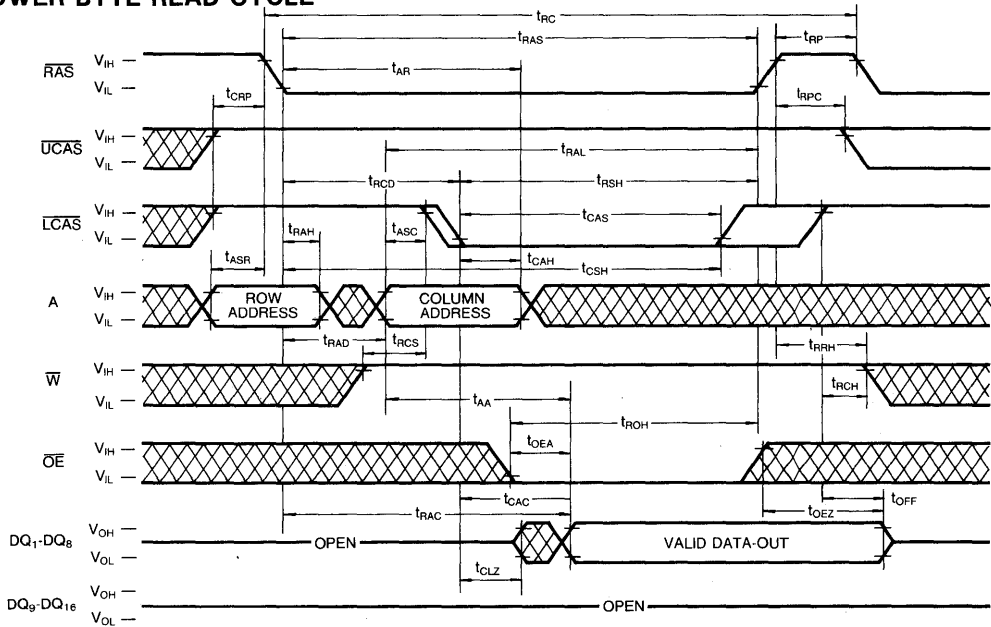 OWER BYTE READ CYCLE
tRC
tRAS
tRP
tAR
RAS
VIH
VIL
tCRP
tRPC
UCAS
VIH
VIL
tRAL
tRCD
tRSH
LCAS
VIH
VIL
tCAS
tRAH
tASC
tASR
tCAH
tCSH
A
VIH
VIL
ROW
ADDRESS
COLUMN
ADDRESS
tRAD
tRCS
tRRH
W
VIH
VIL
tRCH
tAA
tROH
OE
VIH
VIL
tOEA
tCAC
tOFF
tRAC
tOEZ
DQ1-DQ8
VOH
VOL
OPEN
VALID DATA-OUT
tCLZ
DQ9-DQ16
VOH
VOL
OPEN